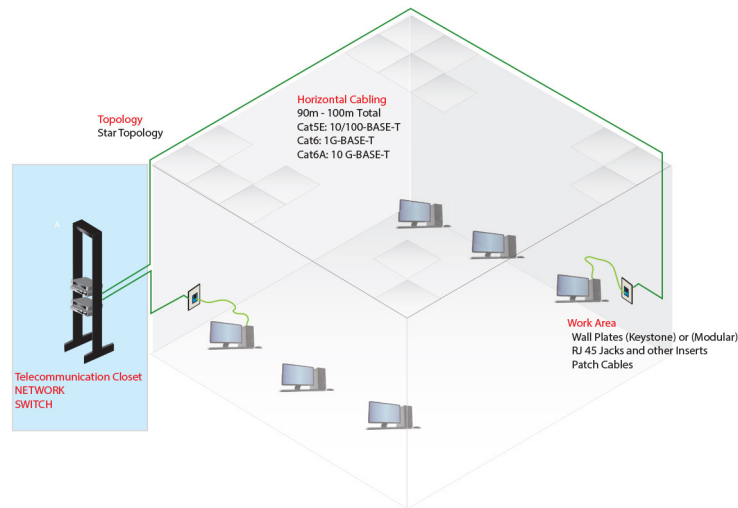 Topology
Star Topology
Horizontal Cabling
90m - 100m Total
Cat5E: 10/100-BASE-T
Cat6: 1G-BASE-T
Cat6A: 10 G-BASE-T
A
Telecommunication Closet
NETWORK
SWITCH
Work Area
Wall Plates (Keystone) or (Modular)
RJ 45 Jacks and other Inserts
Patch Cables